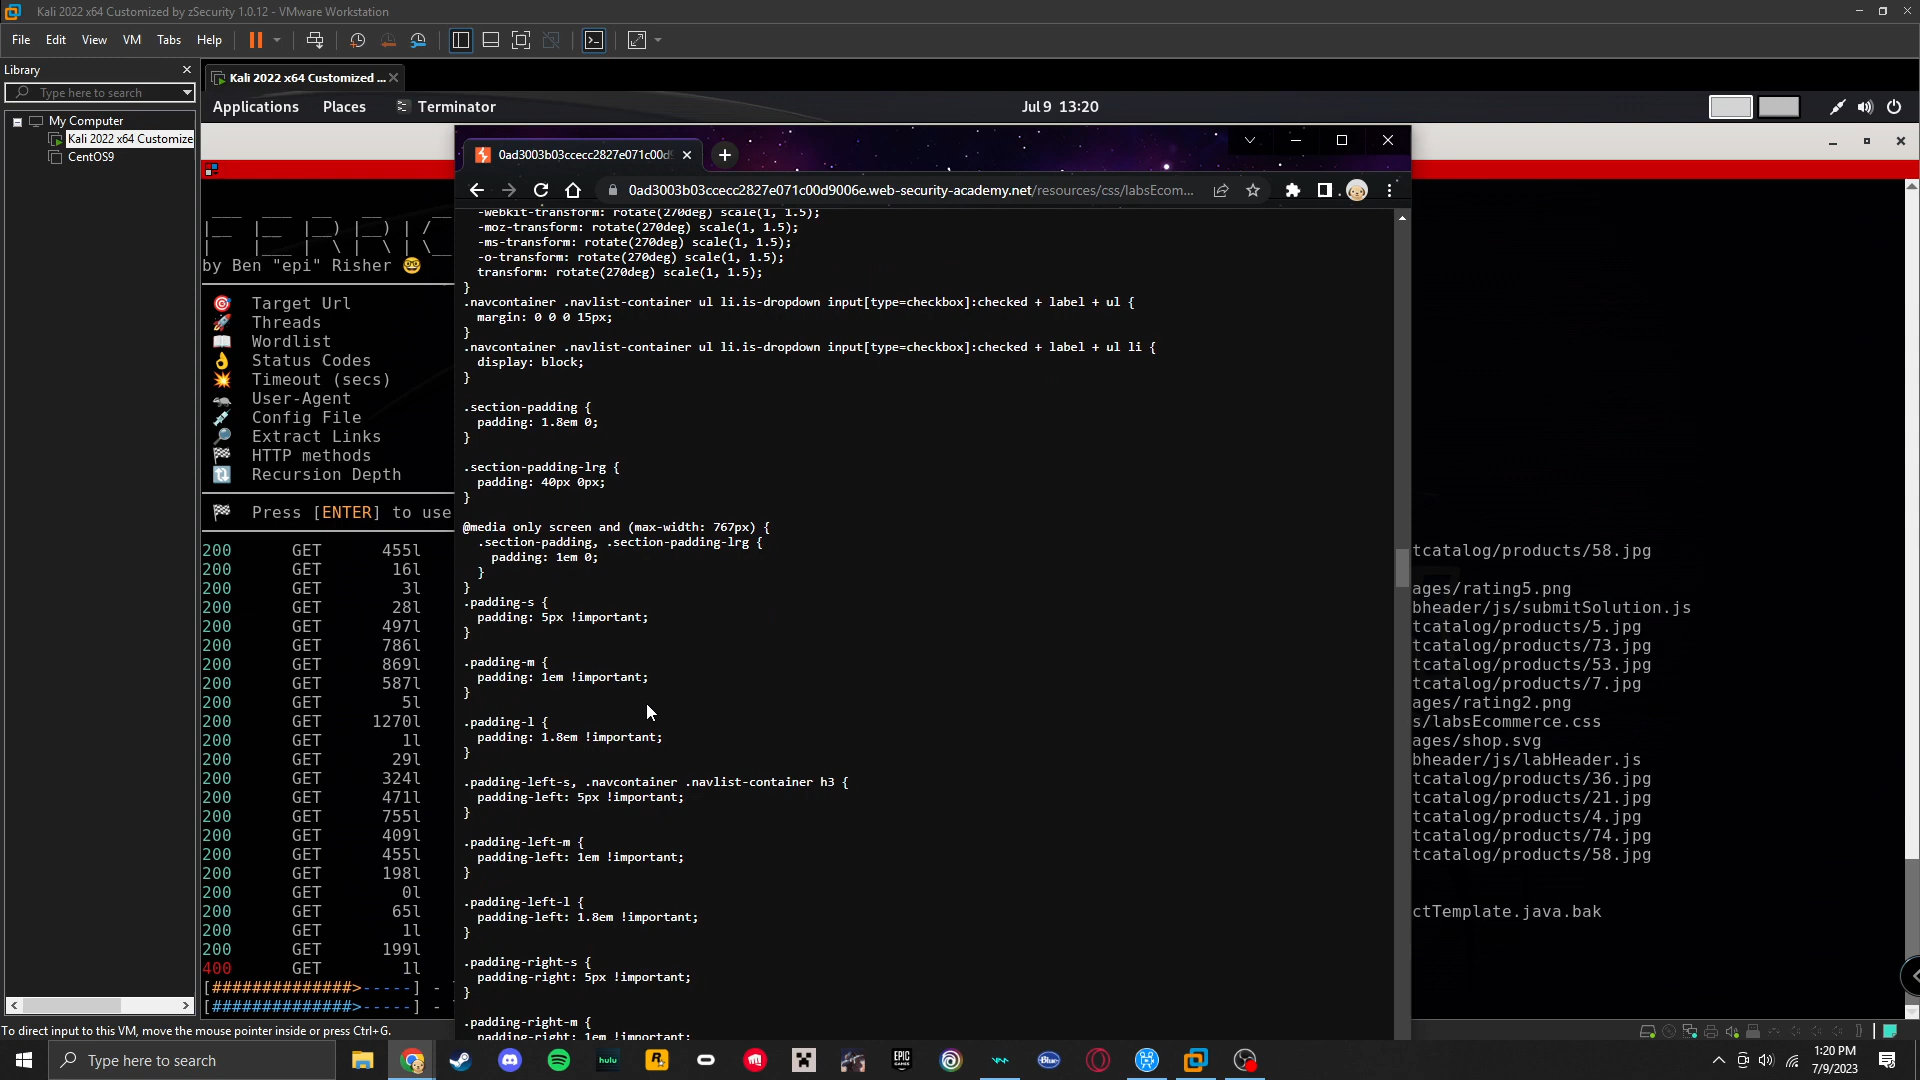 Kali 2022 x64 Customized by zSecurity 1.0.12 - VMware Workstation
File Edit View VM Tabs Help
Library
Type here to search
My Computer
Kali 2022 x64 Customize
CentOS9
Kali 2022 x64 Customized ...
Applications Places Terminator
Jul 9 13:20
0ad3003b03ccecc2827e071c00d
0ad3003b03ccecc2827e071c00d9006e.web-security-academy.net/resources/css/labsEcom...
by Ben "epi" Risher
Target Url
Threads
Wordlist
Status Codes
Timeout (secs)
User-Agent
Config File
Extract Links
HTTP methods
Recursion Depth
Press [ENTER] to use
200 GET 455l
200 GET 16l
200 GET 3l
200 GET 28l
200 GET 497l
200 GET 786l
200 GET 869l
200 GET 587l
200 GET 5l
200 GET 1270l
200 GET 1l
200 GET 29l
200 GET 324l
200 GET 471l
200 GET 755l
200 GET 409l
200 GET 455l
200 GET 198l
200 GET 0l
200 GET 65l
200 GET 1l
200 GET 199l
400 GET 1l
[##############>-----] -
[##############>-----] -
-webkit-transform: rotate(270deg) scale(1, 1.5);
-moz-transform: rotate(270deg) scale(1, 1.5);
-ms-transform: rotate(270deg) scale(1, 1.5);
-o-transform: rotate(270deg) scale(1, 1.5);
transform: rotate(270deg) scale(1, 1.5);
}
.navcontainer .navlist-container ul li.is-dropdown input[type=checkbox]:checked + label + ul {
margin: 0 0 0 15px;
}
.navcontainer .navlist-container ul li.is-dropdown input[type=checkbox]:checked + label + ul li {
display: block;
}
.section-padding {
padding: 1.8em 0;
}
.section-padding-lrg {
padding: 40px 0px;
}
@media only screen and (max-width: 767px) {
.section-padding, .section-padding-lrg {
padding: 1em 0;
}
}
.padding-s {
padding: 5px !important;
}
.padding-m {
padding: 1em !important;
}
.padding-l {
padding: 1.8em !important;
}
.padding-left-s, .navcontainer .navlist-container h3 {
padding-left: 5px !important;
}
.padding-left-m {
padding-left: 1em !important;
}
.padding-left-l {
padding-left: 1.8em !important;
}
.padding-right-s {
padding-right: 5px !important;
}
.padding-right-m {
padding-right: 1em !important;
tcatalog/products/58.jpg
ages/rating5.png
bheader/js/submitSolution.js
tcatalog/products/5.jpg
tcatalog/products/73.jpg
tcatalog/products/53.jpg
tcatalog/products/7.jpg
ages/rating2.png
s/labsEcommerce.css
ages/shop.svg
bheader/js/labHeader.js
tcatalog/products/36.jpg
tcatalog/products/21.jpg
tcatalog/products/4.jpg
tcatalog/products/74.jpg
tcatalog/products/58.jpg
ctTemplate.java.bak
To direct input to this VM, move the mouse pointer inside or press Ctrl+G.
Type here to search
hulu
EPIC GAMES
Blue
1:20 PM
7/9/2023